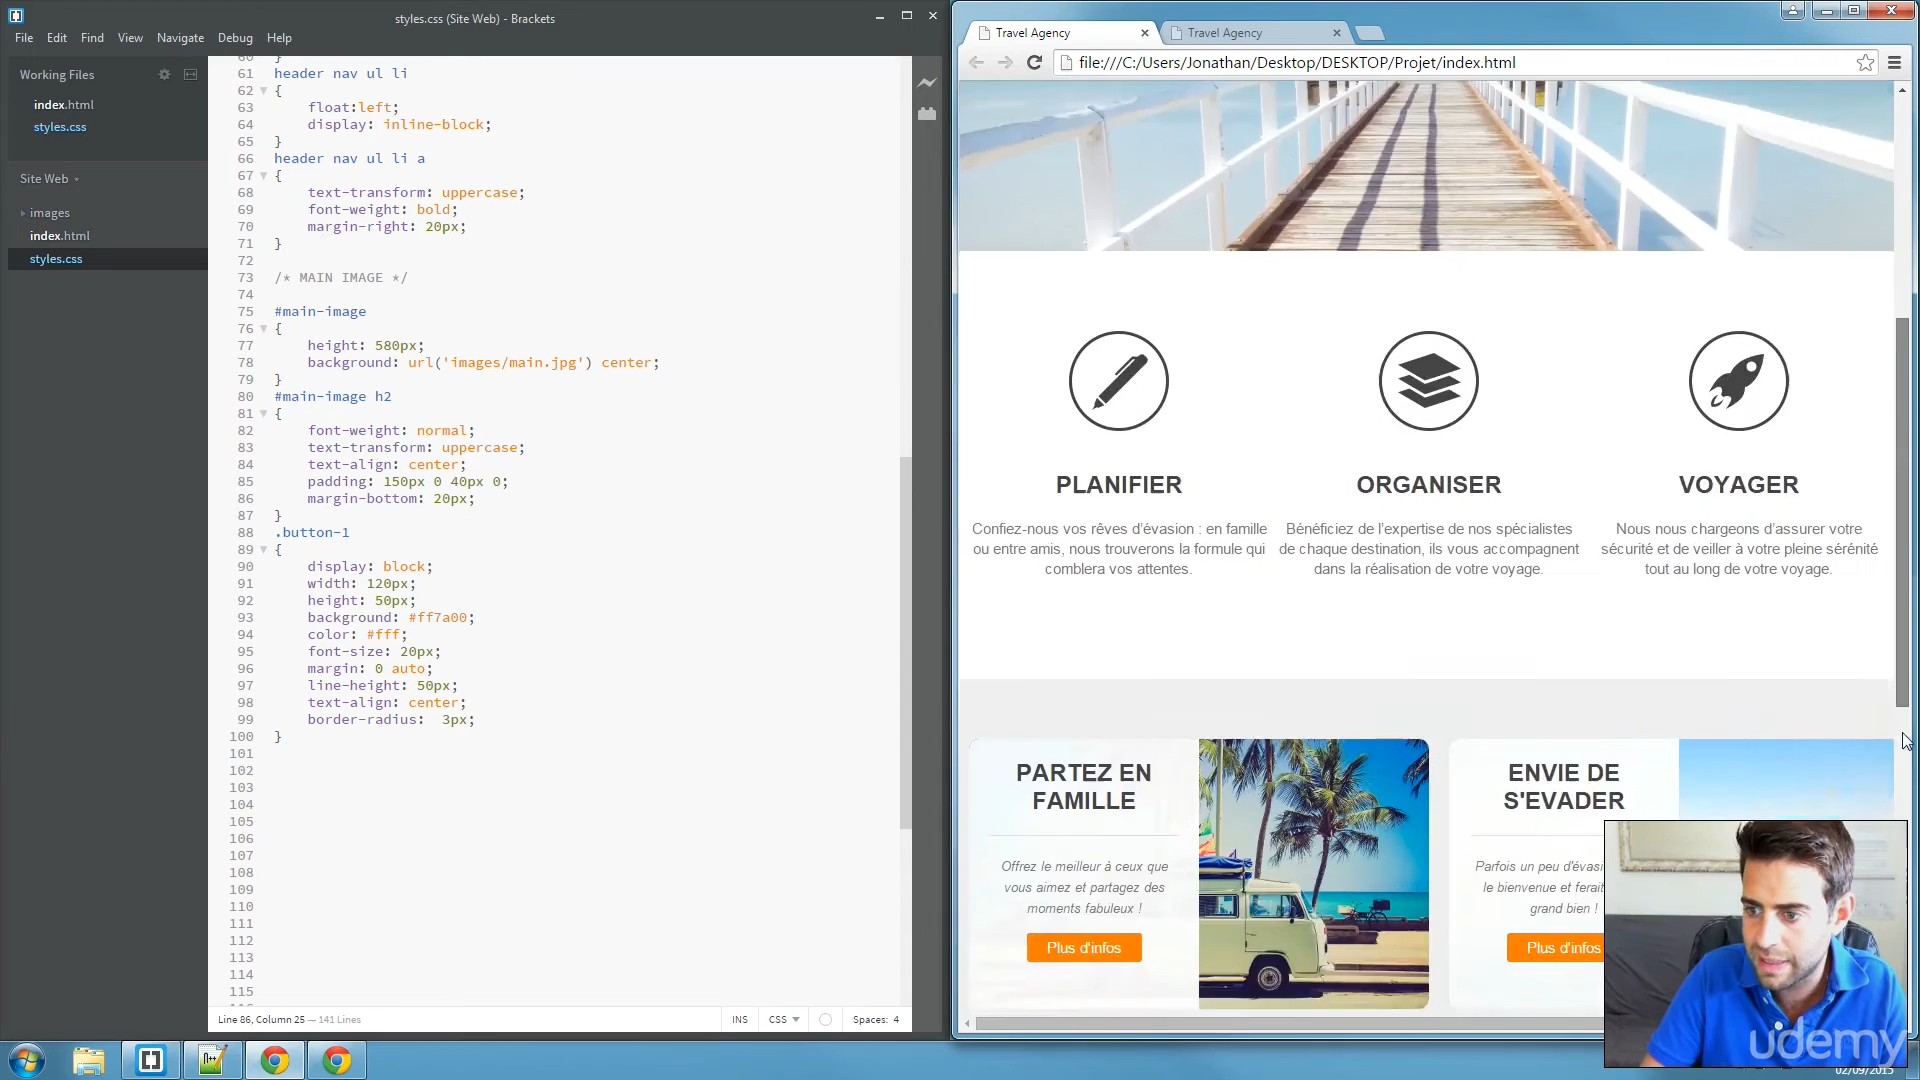 styles.css (Site Web) - Brackets
File Edit Find View Navigate Debug Help
Working Files
index.html
styles.css
Site Web
images
index.html
styles.css
60 }
61 header nav ul li
62 {
63 float:left;
64 display: inline-block;
65 }
66 header nav ul li a
67 {
68 text-transform: uppercase;
69 font-weight: bold;
70 margin-right: 20px;
71 }
72
73 /* MAIN IMAGE */
74
75 #main-image
76 {
77 height: 580px;
78 background: url('images/main.jpg') center;
79 }
80 #main-image h2
81 {
82 font-weight: normal;
83 text-transform: uppercase;
84 text-align: center;
85 padding: 150px 0 40px 0;
86 margin-bottom: 20px;
87 }
88 .button-1
89 {
90 display: block;
91 width: 120px;
92 height: 50px;
93 background: #ff7a00;
94 color: #fff;
95 font-size: 20px;
96 margin: 0 auto;
97 line-height: 50px;
98 text-align: center;
99 border-radius:  3px;
100 }
101
102
103
104
105
106
107
108
109
110
111
112
113
114
115
Line 86, Column 25 — 141 Lines
INS CSS Spaces: 4
Travel Agency
Travel Agency
file:///C:/Users/Jonathan/Desktop/DESKTOP/Projet/index.html
PLANIFIER
Confiez-nous vos rêves d'évasion : en famille
ou entre amis, nous trouverons la formule qui
comblera vos attentes.
ORGANISER
Bénéficiez de l'expertise de nos spécialistes
de chaque destination, ils vous accompagnent
dans la réalisation de votre voyage.
VOYAGER
Nous nous chargeons d'assurer votre
sécurité et de veiller à votre pleine sérénité
tout au long de votre voyage.
PARTEZ EN
FAMILLE
Offrez le meilleur à ceux que
vous aimez et partagez des
moments fabuleux !
Plus d'infos
ENVIE DE
S'EVADER
Parfois un peu
le bienvenue et ferait
grand bien !
Plus d'infos
udemy
02/09/2015